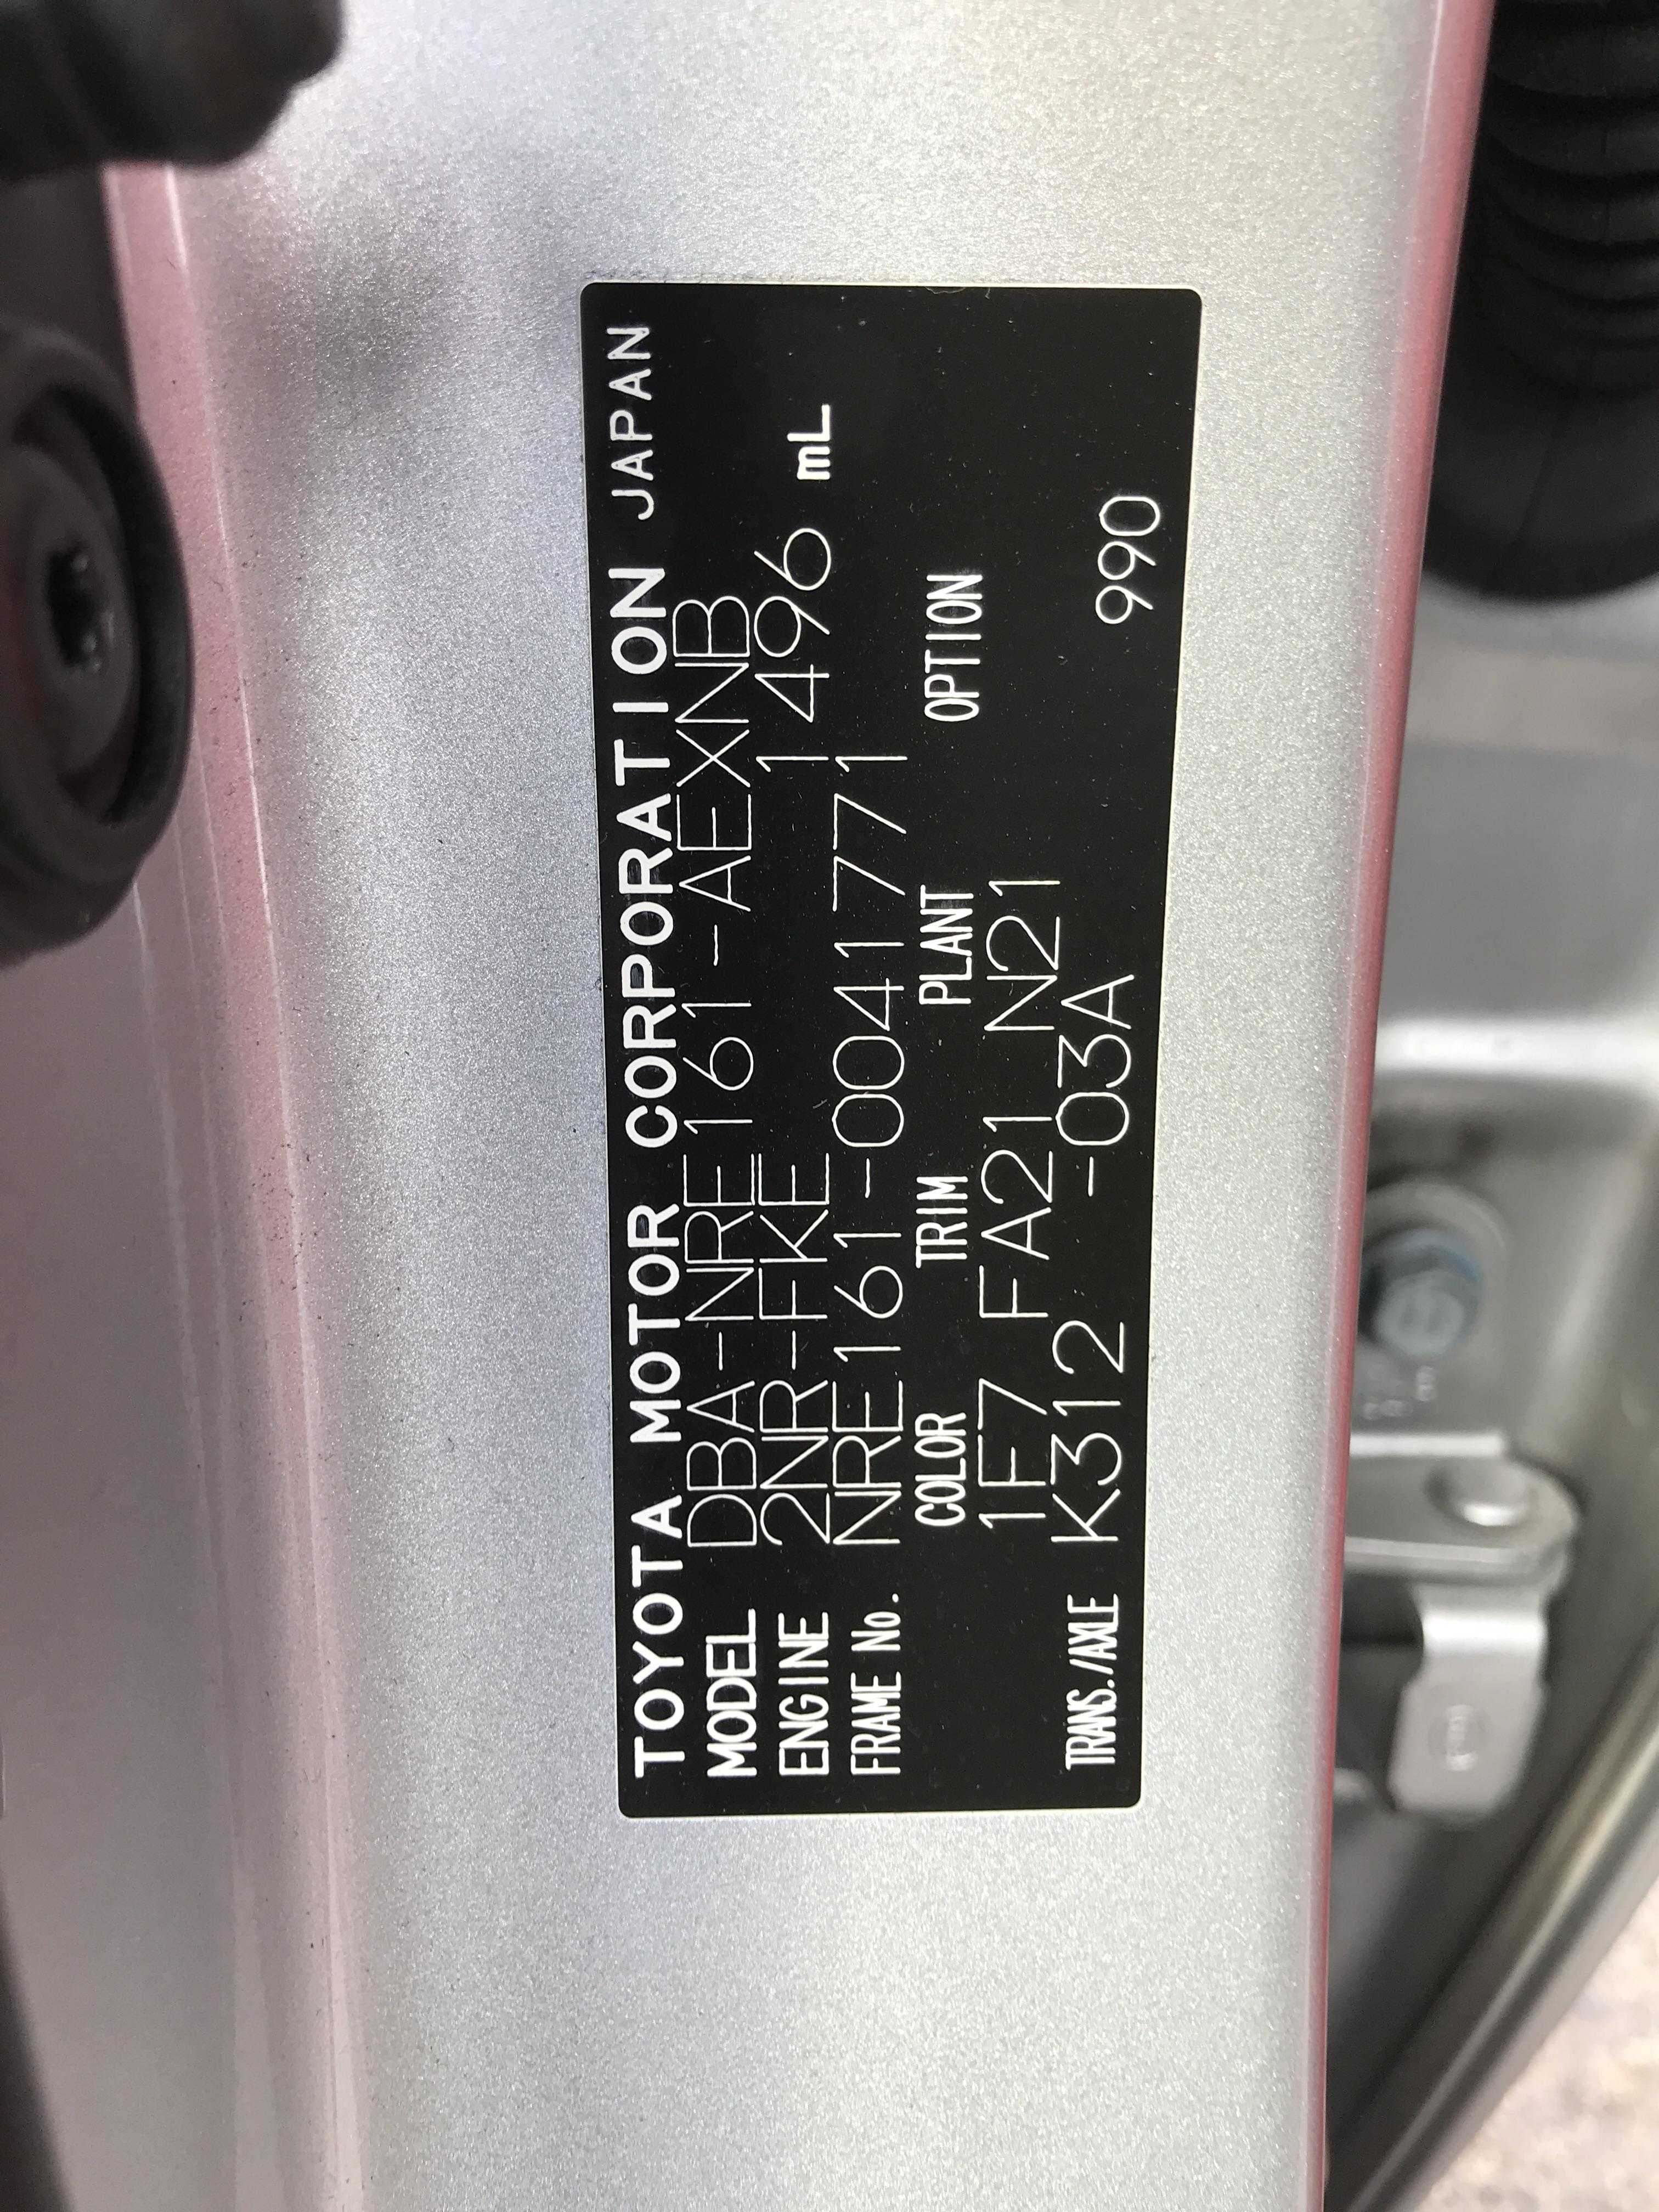 TOYOTA MOTOR CORPORATION JAPAN
MODEL DBA-NRE161-AEXNB
ENGINE 2NR-FKE 1496 mL
FRAME No. NRE161-0041771
COLOR TRIM PLANT OPTION
1F7 FA21 N21
TRANS./AXLE K312 -03A 990